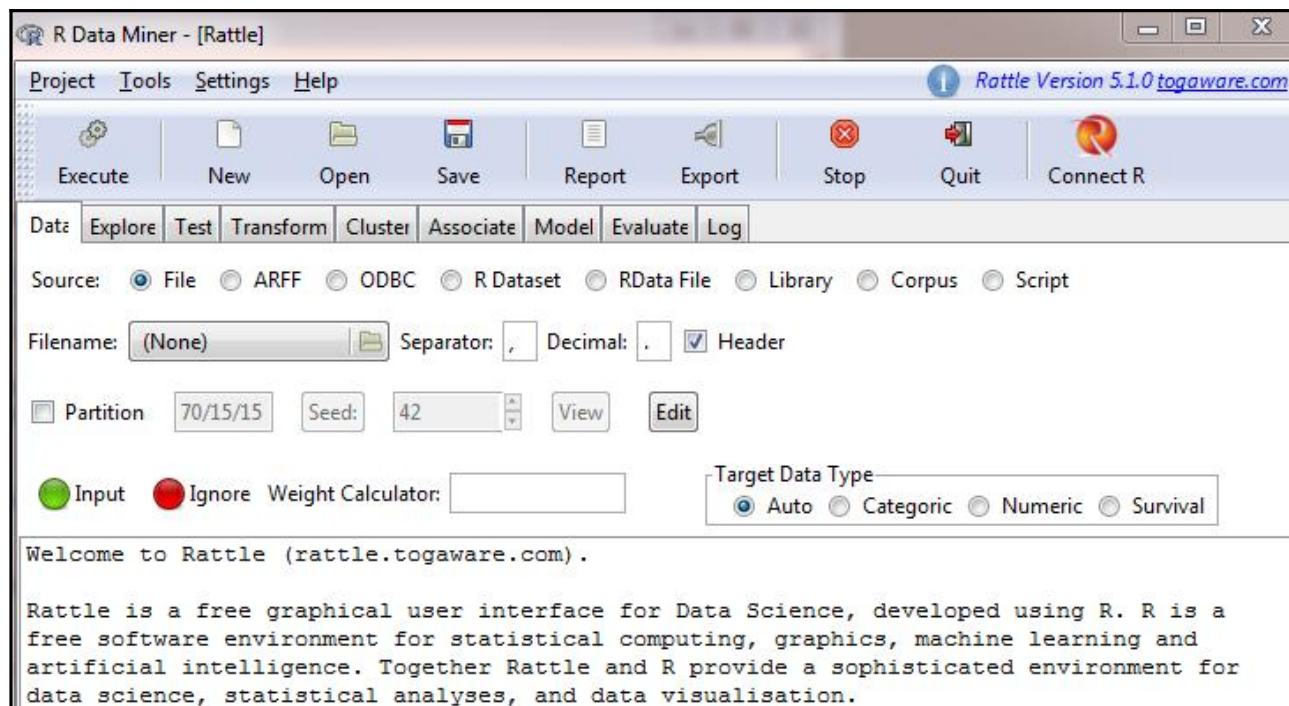 R Data Miner - [Rattle]
Project Tools Settings Help Rattle Version 5.1.0 togaware.com
Execute New Open Save Report Export Stop Quit Connect R
Data Explore Test Transform Cluster Associate Model Evaluate Log
Source: File ARFF ODBC R Dataset RData File Library Corpus Script
Filename: (None) Separator: , Decimal: . Header
Partition 70/15/15 Seed: 42 View Edit
Target Data Type
Input Ignore Weight Calculator: Auto Categoric Numeric Survival
Welcome to Rattle (rattle.togaware.com).
Rattle is a free graphical user interface for Data Science, developed using R. R is a
free software environment for statistical computing, graphics, machine learning and
artificial intelligence. Together Rattle and R provide a sophisticated environment for
data science, statistical analyses, and data visualisation.